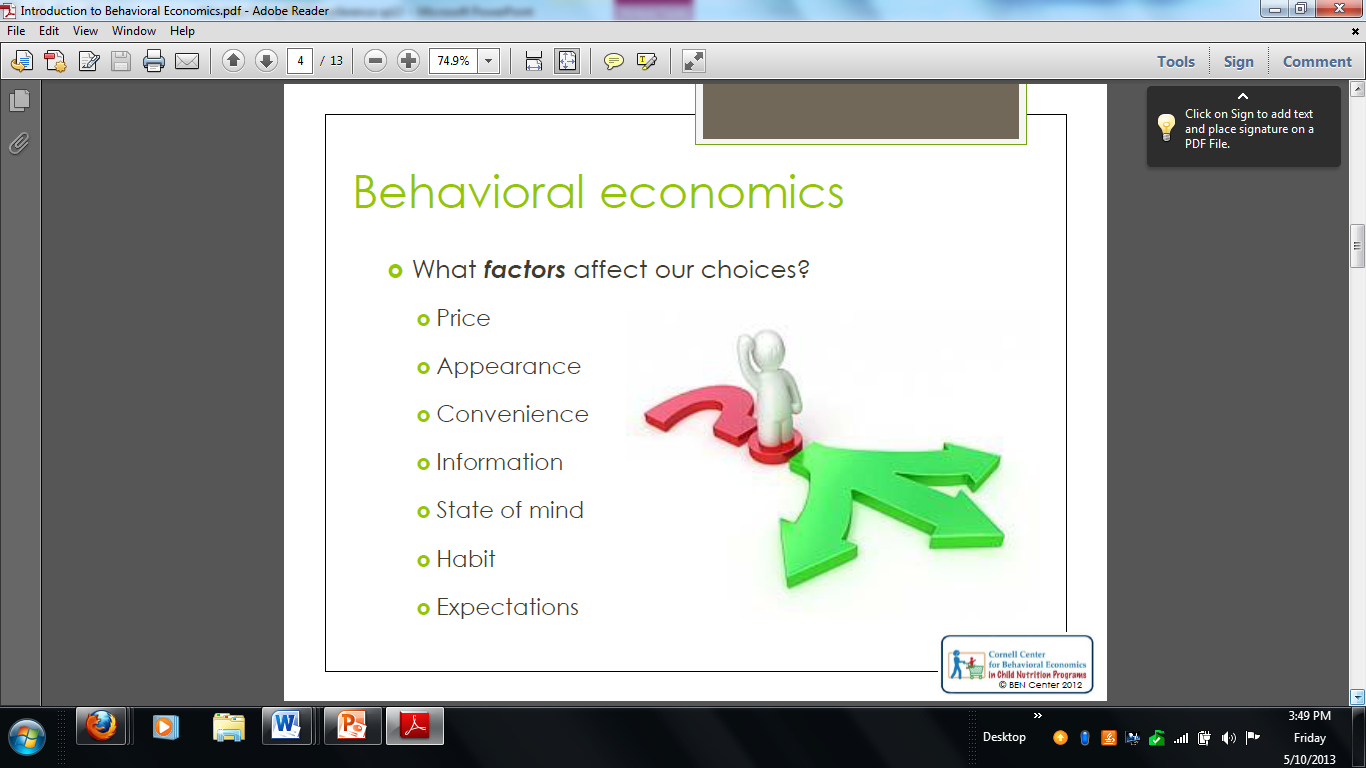 Introduction to Behavioral Economics.pdf - Adobe Reader
File Edit View Window Help
4 / 13 74.9% Tools Sign Comment
Click on Sign to add text
and place signature on a
PDF File.
Behavioral economics
What factors affect our choices?
Price
Appearance
Convenience
Information
State of mind
Habit
Expectations
Cornell Center
for Behavioral Economics
in Child Nutrition Programs
© BEN Center 2012
Desktop
3:49 PM
Friday
5/10/2013